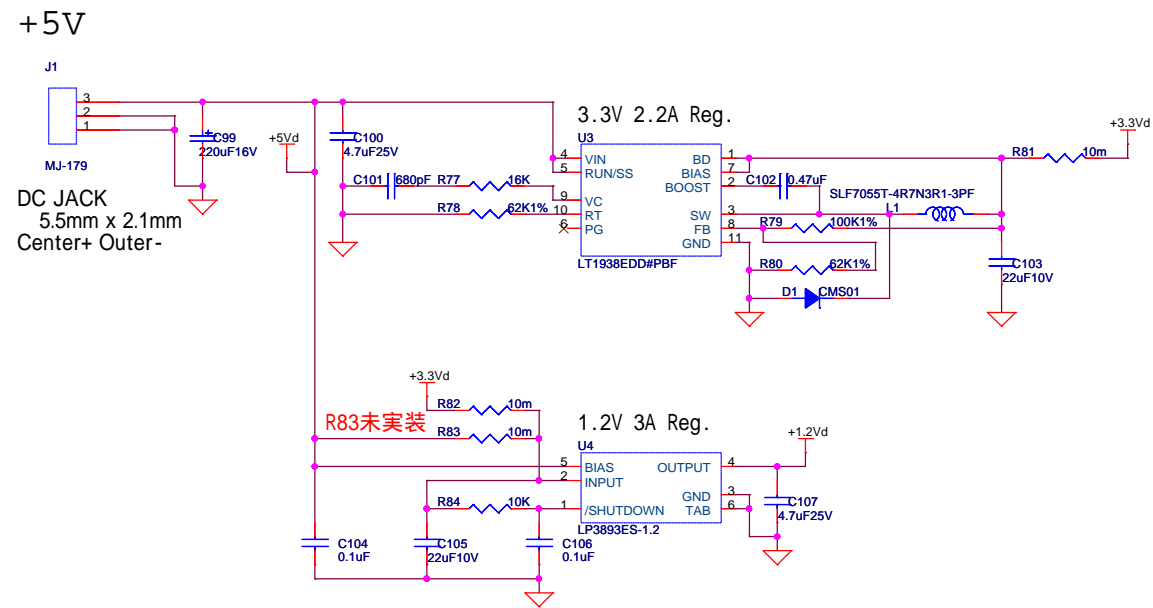 +5V
J1
3
2
1
MJ-179
DC JACK
5.5mm x 2.1mm
Center+ Outer-
C99
220uF16V
+5Vd
C100
4.7uF25V
C101
680pF
R77
16K
R78
62K1%
3.3V 2.2A Reg.
U3
4
VIN
5
RUN/SS
9
VC
10
RT
6
PG
BD
1
BIAS
7
BOOST
2
SW
3
FB
8
GND
11
LT1938EDD#PBF
C102
0.47uF
SLF7055T-4R7N3R1-3PF
L1
R79
100K1%
R80
62K1%
D1
CMS01
R81
10m
+3.3Vd
C103
22uF10V
+3.3Vd
R82
10m
R83未実装
R83
10m
1.2V 3A Reg.
U4
5
BIAS
2
INPUT
1
/SHUTDOWN
OUTPUT
4
GND
3
TAB
6
LP3893ES-1.2
R84
10K
+1.2Vd
C107
4.7uF25V
C104
0.1uF
C105
22uF10V
C106
0.1uF